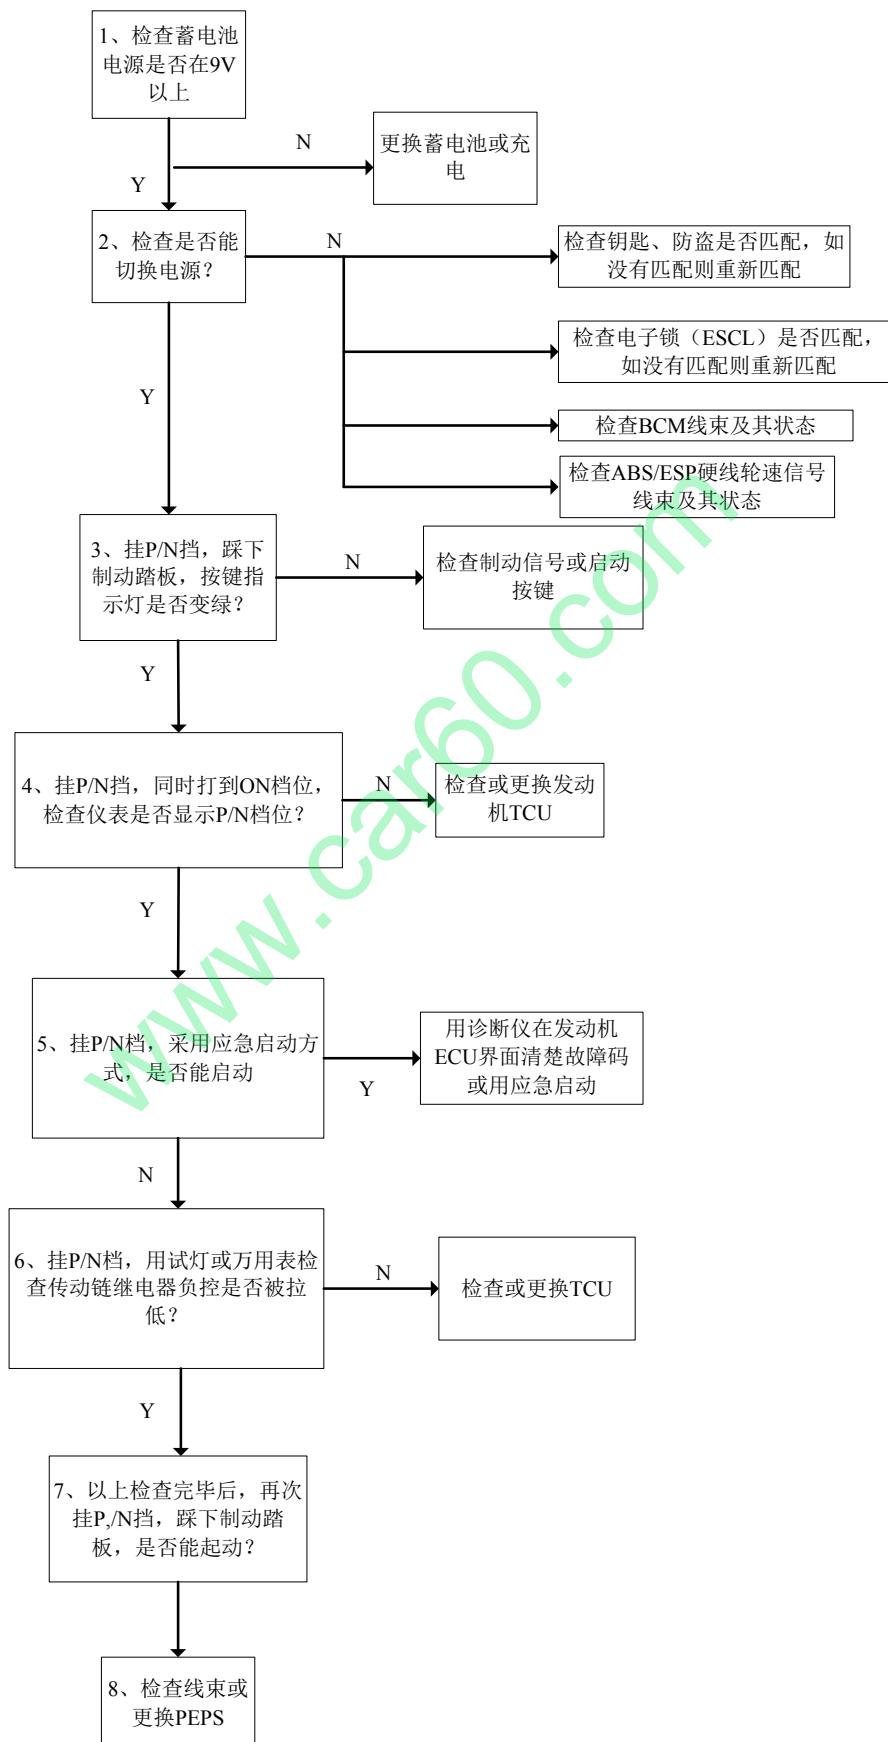 1、检查蓄电池
电源是否在9V
以上
N
更换蓄电池或充
电
Y
2、检查是否能
切换电源?
N
检查钥匙、防盗是否匹配，如
没有匹配则重新匹配
检查电子锁（ESCL）是否匹配，
如没有匹配则重新匹配
Y
检查BCM线束及其状态
检查ABS/ESP硬线轮速信号
线束及其状态
3、挂P/N挡，踩下
制动踏板，按键指
示灯是否变绿?
N
检查制动信号或启动
按键
Y
4、挂P/N挡，同时打到ON档位，
检查仪表是否显示P/N档位?
N
检查或更换发动
机TCU
Y
5、挂P/N档，采用应急启动方
式，是否能启动
Y
用诊断仪在发动机
ECU界面清楚故障码
或用应急启动
N
6、挂P/N档，用试灯或万用表检
查传动链继电器负控是否被拉
低?
N
检查或更换TCU
Y
7、以上检查完毕后，再次
挂P,/N挡，踩下制动踏
板，是否能起动?
8、检查线束或
更换PEPS
www.car60.com